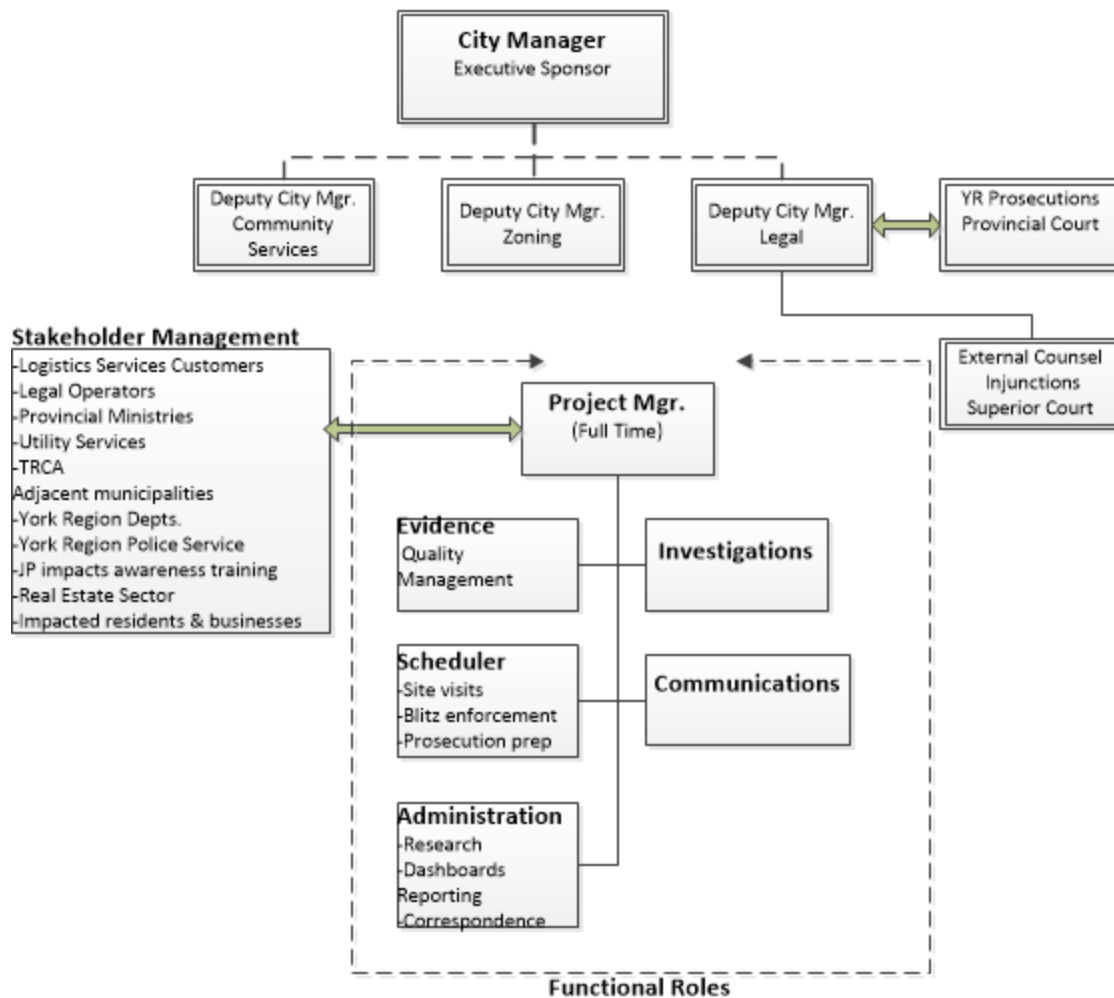 City Manager
Executive Sponsor
Deputy City Mgr.
Community
Services
Deputy City Mgr.
Zoning
Deputy City Mgr.
Legal
YR Prosecutions
Provincial Court
External Counsel
Injunctions
Superior Court
Stakeholder Management
-Logistics Services Customers
-Legal Operators
-Provincial Ministries
-Utility Services
-TRCA
Adjacent municipalities
-York Region Depts.
-York Region Police Service
-JP impacts awareness training
-Real Estate Sector
-Impacted residents & businesses
Project Mgr.
(Full Time)
Evidence
Quality
Management
Investigations
Scheduler
-Site visits
-Blitz enforcement
-Prosecution prep
Communications
Administration
-Research
-Dashboards
Reporting
-Correspondence
Functional Roles